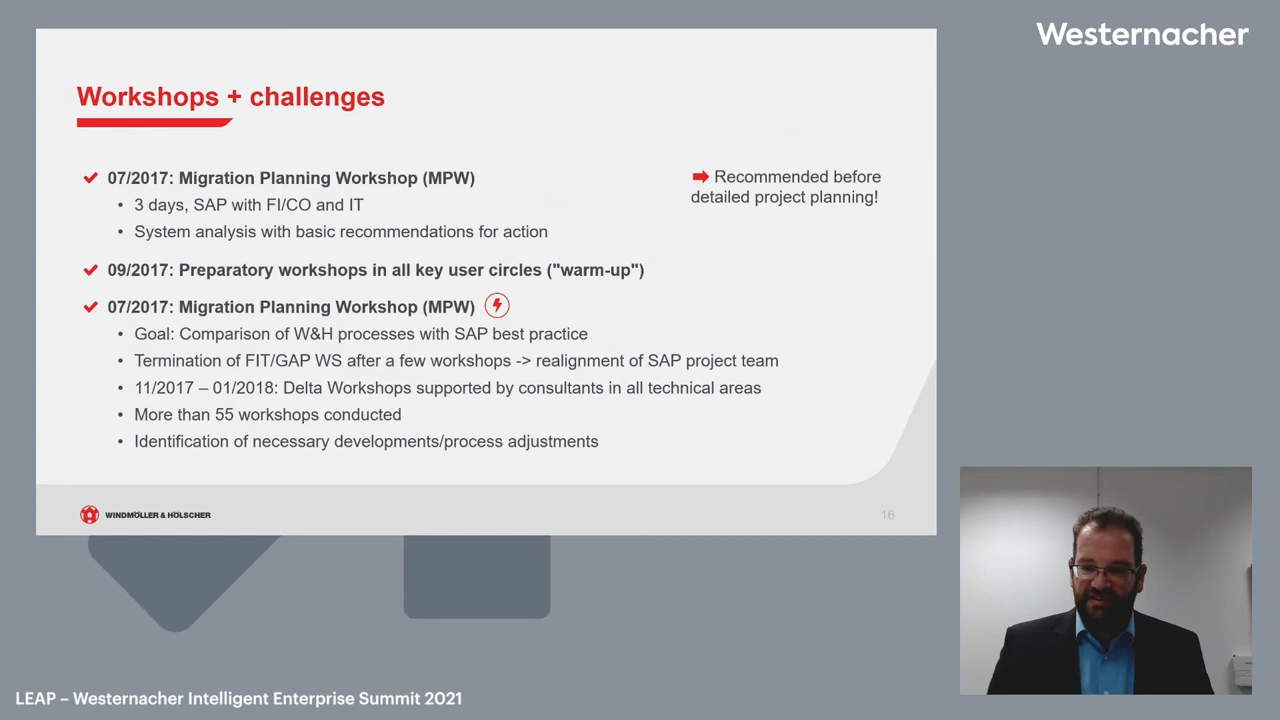 Westernacher
Workshops + challenges
07/2017: Migration Planning Workshop (MPW)
• 3 days, SAP with FI/CO and IT
• System analysis with basic recommendations for action
Recommended before
detailed project planning!
09/2017: Preparatory workshops in all key user circles ("warm-up")
07/2017: Migration Planning Workshop (MPW)
• Goal: Comparison of W&H processes with SAP best practice
• Termination of FIT/GAP WS after a few workshops -> realignment of SAP project team
• 11/2017 – 01/2018: Delta Workshops supported by consultants in all technical areas
• More than 55 workshops conducted
• Identification of necessary developments/process adjustments
WINDMÖLLER & HÖLSCHER
16
LEAP – Westernacher Intelligent Enterprise Summit 2021